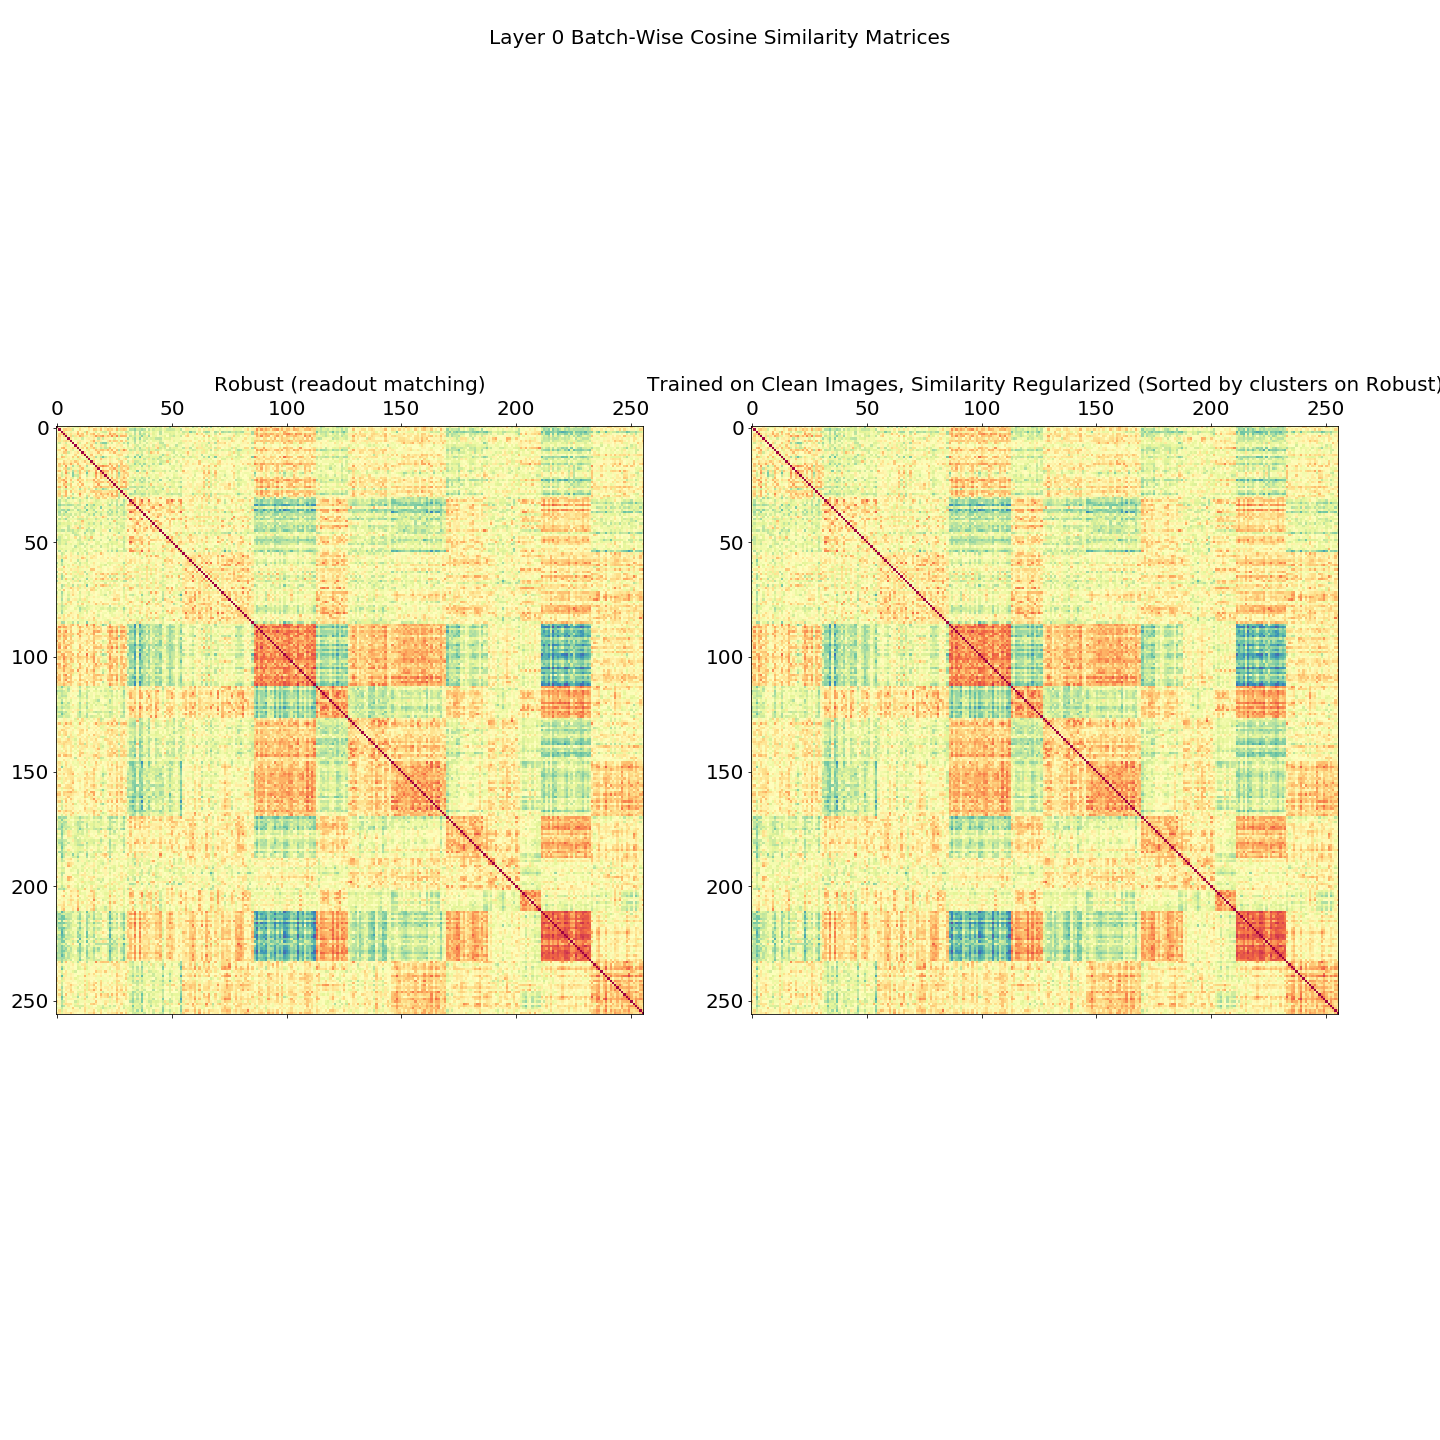 Layer 0 Batch-Wise Cosine Similarity Matrices
Robust (readout matching)
Trained on Clean Images, Similarity Regularized (Sorted by clusters on Robust)
0 50 100 150 200 250
0 50 100 150 200 250
0
50
100
150
200
250
0
50
100
150
200
250